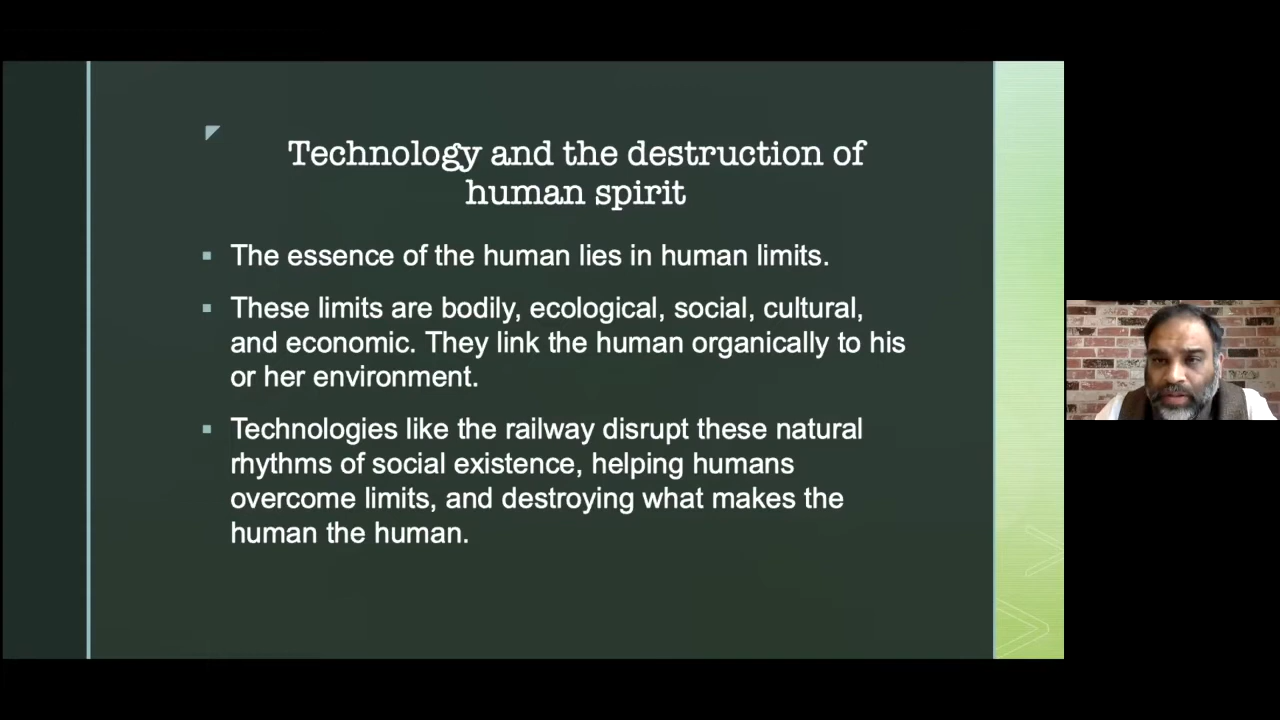 Technology and the destruction of
human spirit
The essence of the human lies in human limits.
These limits are bodily, ecological, social, cultural,
and economic. They link the human organically to his
or her environment.
Technologies like the railway disrupt these natural
rhythms of social existence, helping humans
overcome limits, and destroying what makes the
human the human.